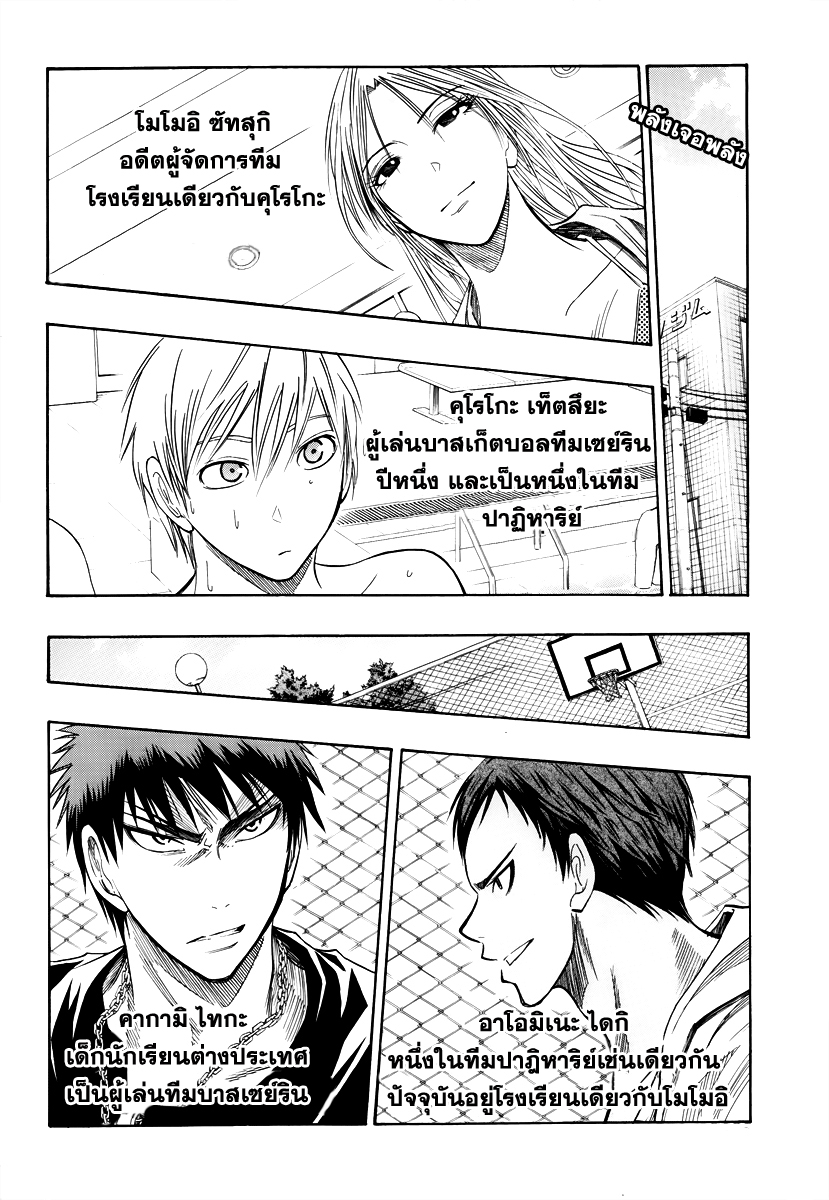 พลังเจอพลัง
โมโมอิ ซัทสุกิ
อดีตผู้จัดการทีม
โรงเรียนเดียวกับคุโรโกะ
คุโรโกะ เท็ตสึยะ
ผู้เล่นบาสเก็ตบอลทีมเซย์ริน
ปีหนึ่ง และเป็นหนึ่งในทีม
ปาฏิหาริย์
คากามิ ไทกะ
เด็กนักเรียนต่างประเทศ
เป็นผู้เล่นทีมบาสเซย์ริน
อาโอมิเนะ ไดกิ
หนึ่งในทีมปาฏิหาริย์เช่นเดียวกัน
ปัจจุบันอยู่โรงเรียนเดียวกับโมโมอิ